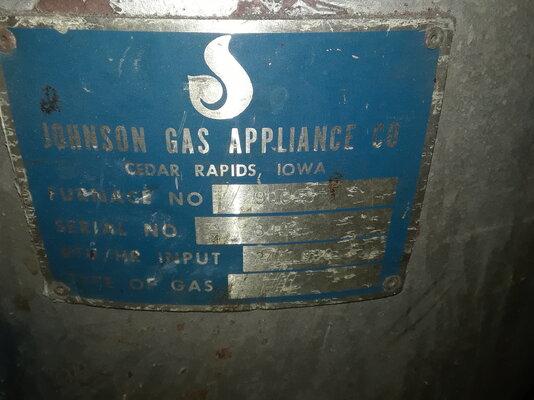 JOHNSON GAS APPLIANCE CO
CEDAR RAPIDS, IOWA
FURNACE NO
SERIAL NO.
BTU/HR INPUT
TYPE OF GAS